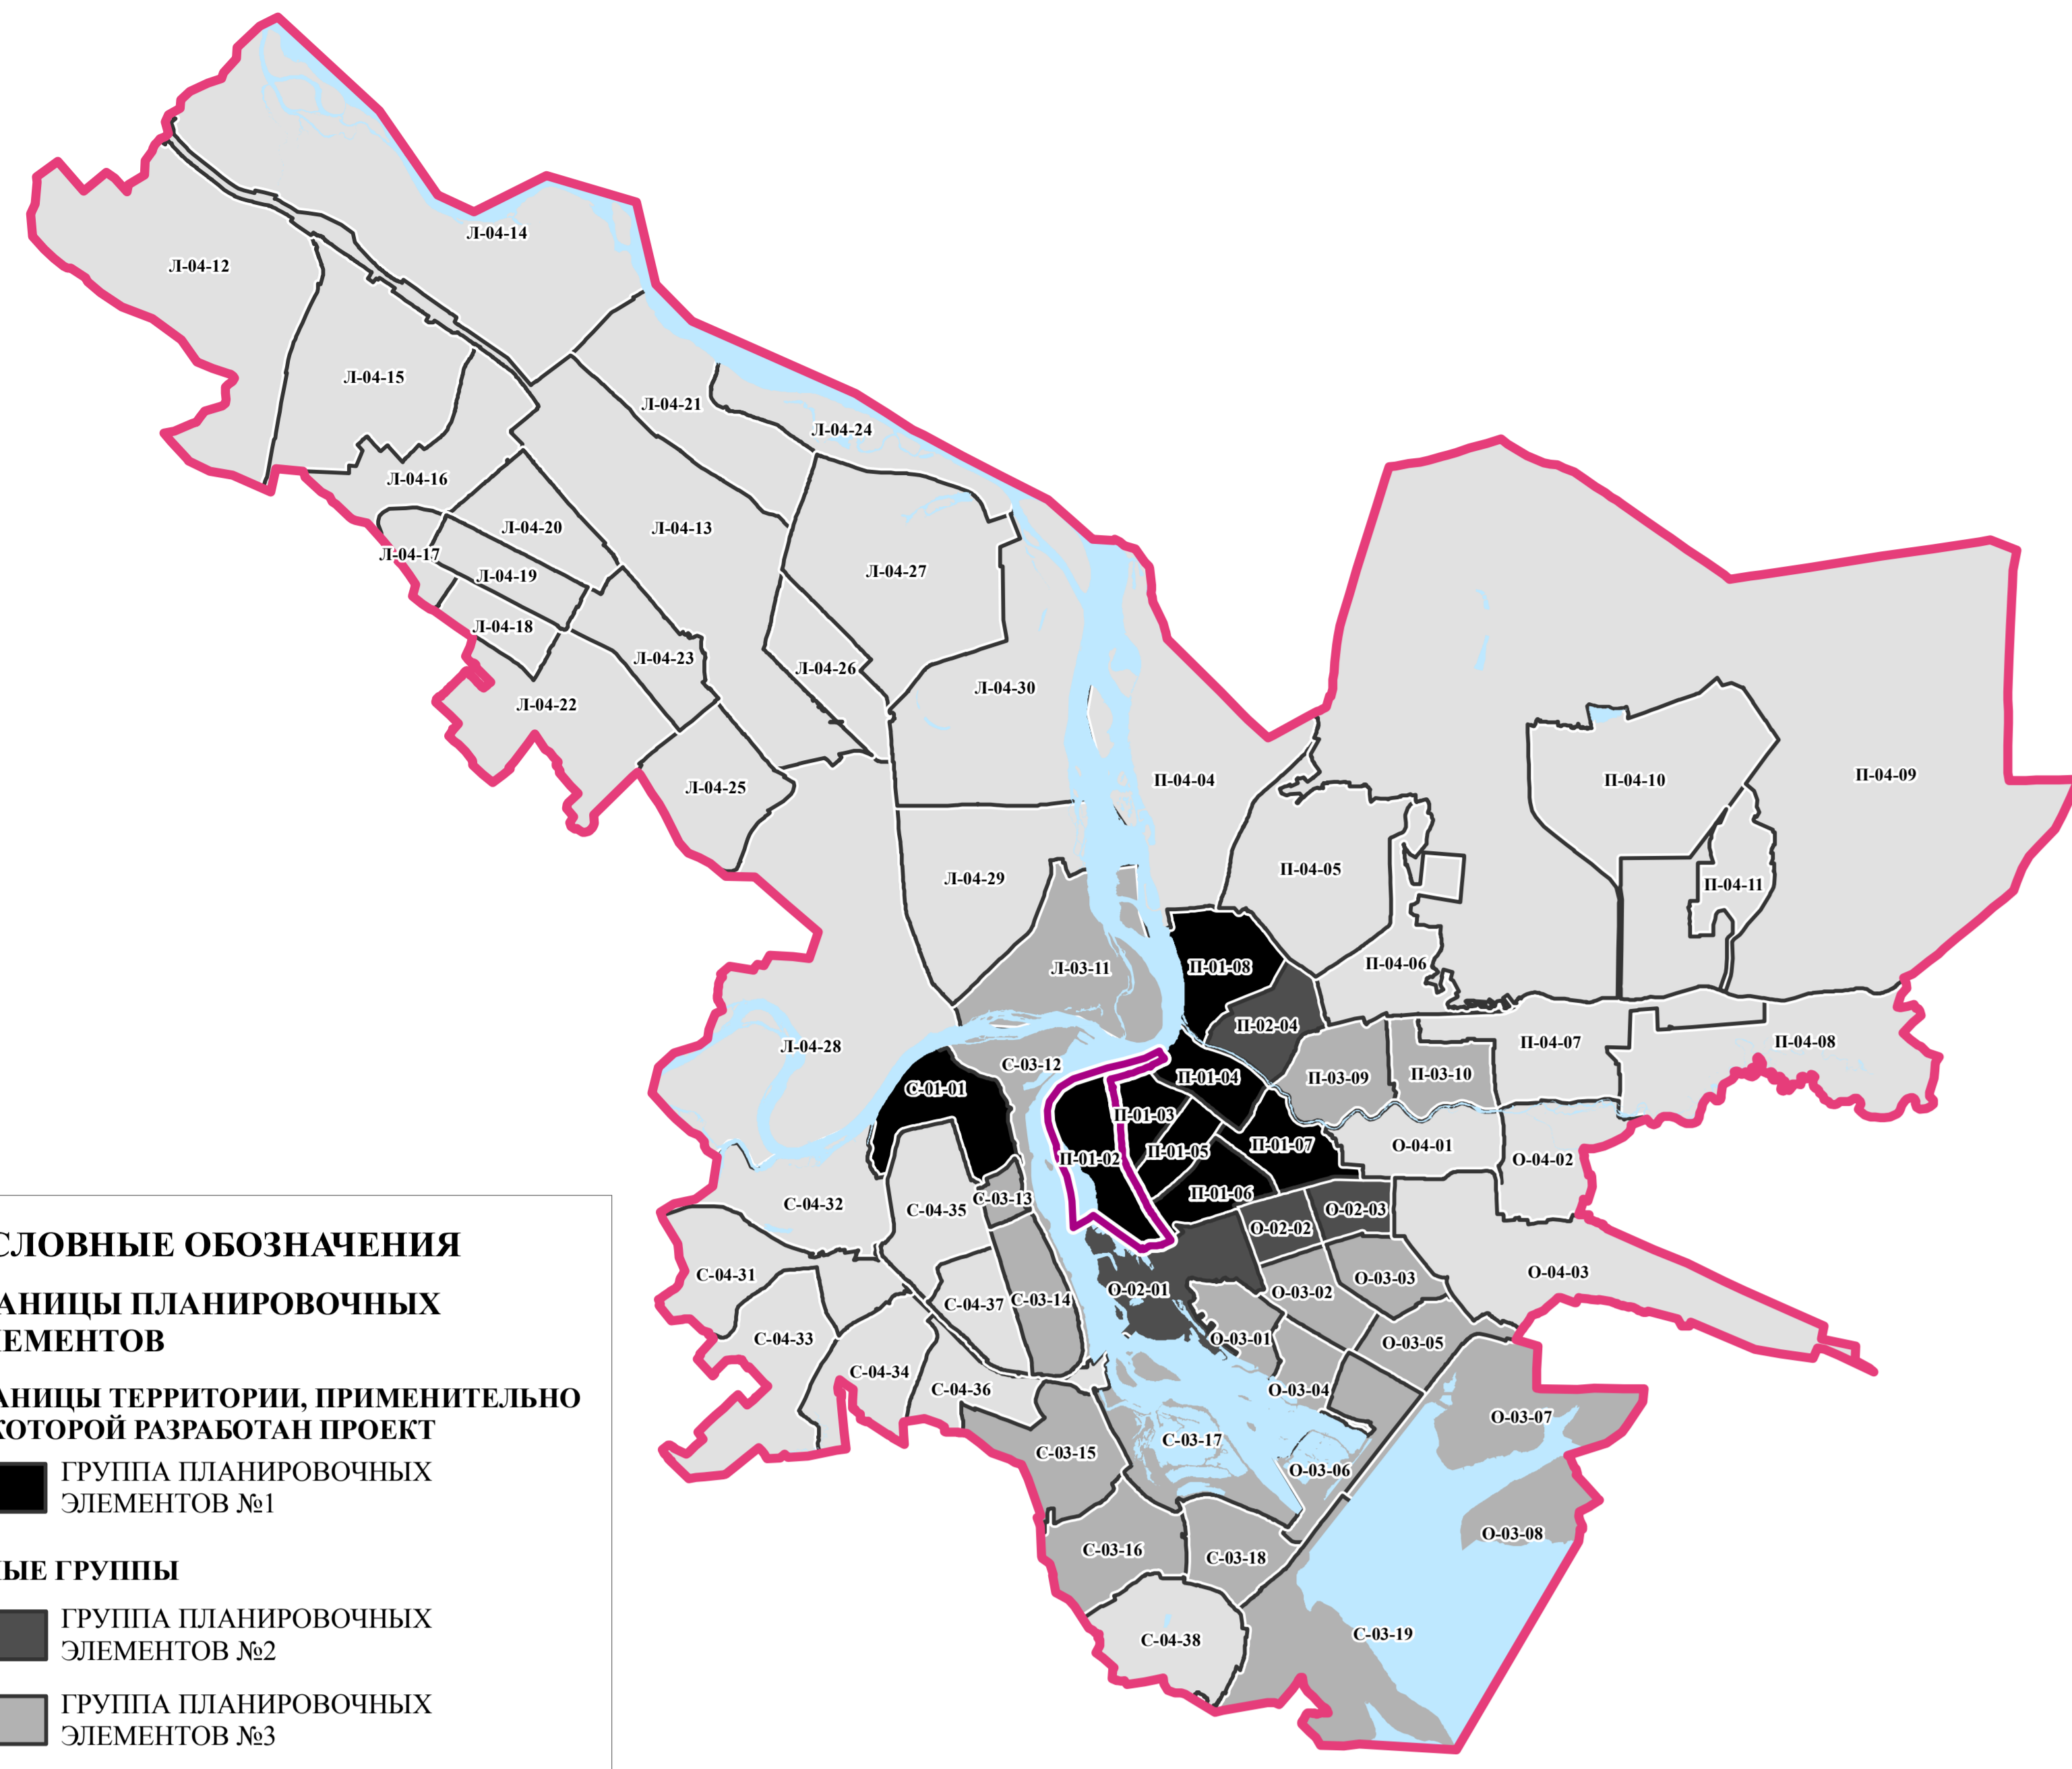 Л-04-14
Л-04-12
Л-04-15
Л-04-21
Л-04-24
Л-04-16
Л-04-20
Л-04-13
Л-04-17
Л-04-19
Л-04-27
Л-04-18
Л-04-23
Л-04-26
Л-04-30
Л-04-22
Л-04-25
П-04-04
П-04-10
П-04-09
Л-04-29
П-04-05
П-04-11
Л-03-11
П-01-08
П-04-06
П-02-04
Л-04-28
С-03-12
П-04-07
П-04-08
С-01-01
П-01-04
П-03-09
П-03-10
П-01-03
П-01-02
П-01-05
П-01-07
О-04-01
О-04-02
С-04-32
С-04-35
С-03-13
П-01-06
О-02-02
О-02-03
С-04-31
О-02-01
О-03-02
О-03-03
О-04-03
С-04-37
С-03-14
С-04-33
О-03-01
О-03-05
С-04-34
С-04-36
О-03-04
О-03-07
С-03-15
С-03-17
О-03-06
О-03-08
С-03-16
С-03-18
С-04-38
С-03-19
СЛОВНЫЕ ОБОЗНАЧЕНИЯ
АНИЦЫ ПЛАНИРОВОЧНЫХ
ЕМЕНТОВ
АНИЦЫ ТЕРРИТОРИИ, ПРИМЕНИТЕЛЬНО
КОТОРОЙ РАЗРАБОТАН ПРОЕКТ
ГРУППА ПЛАНИРОВОЧНЫХ
ЭЛЕМЕНТОВ №1
ЫЕ ГРУППЫ
ГРУППА ПЛАНИРОВОЧНЫХ
ЭЛЕМЕНТОВ №2
ГРУППА ПЛАНИРОВОЧНЫХ
ЭЛЕМЕНТОВ №3